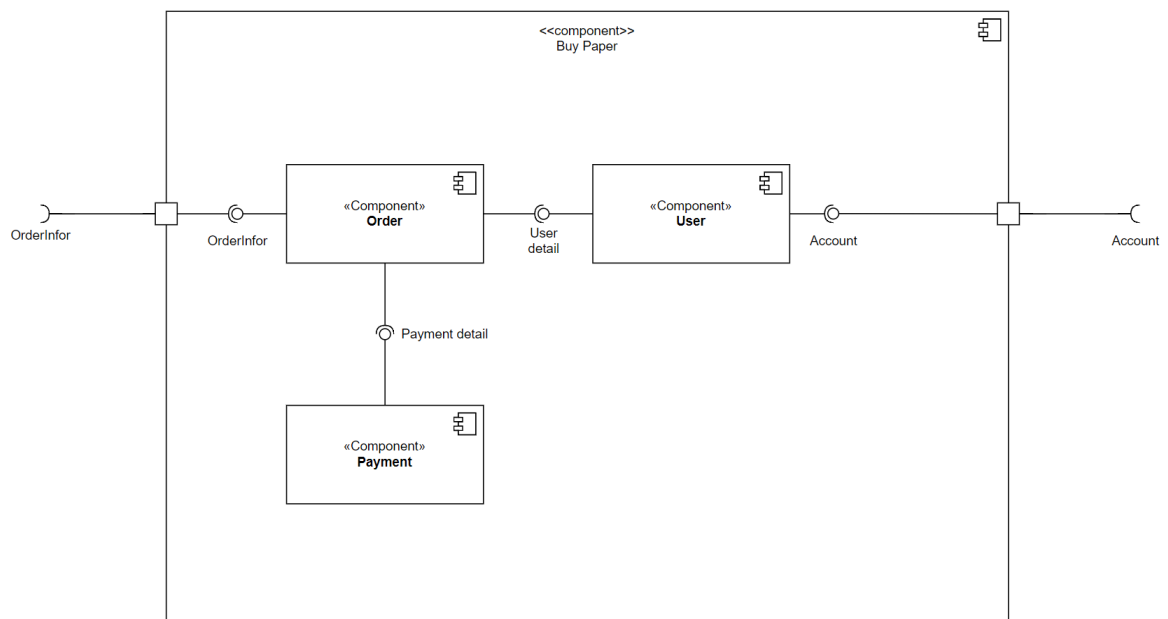 <<component>>
Buy Paper
«Component»
Order
«Component»
User
OrderInfor
OrderInfor
User
detail
Account
Account
Payment detail
«Component»
Payment